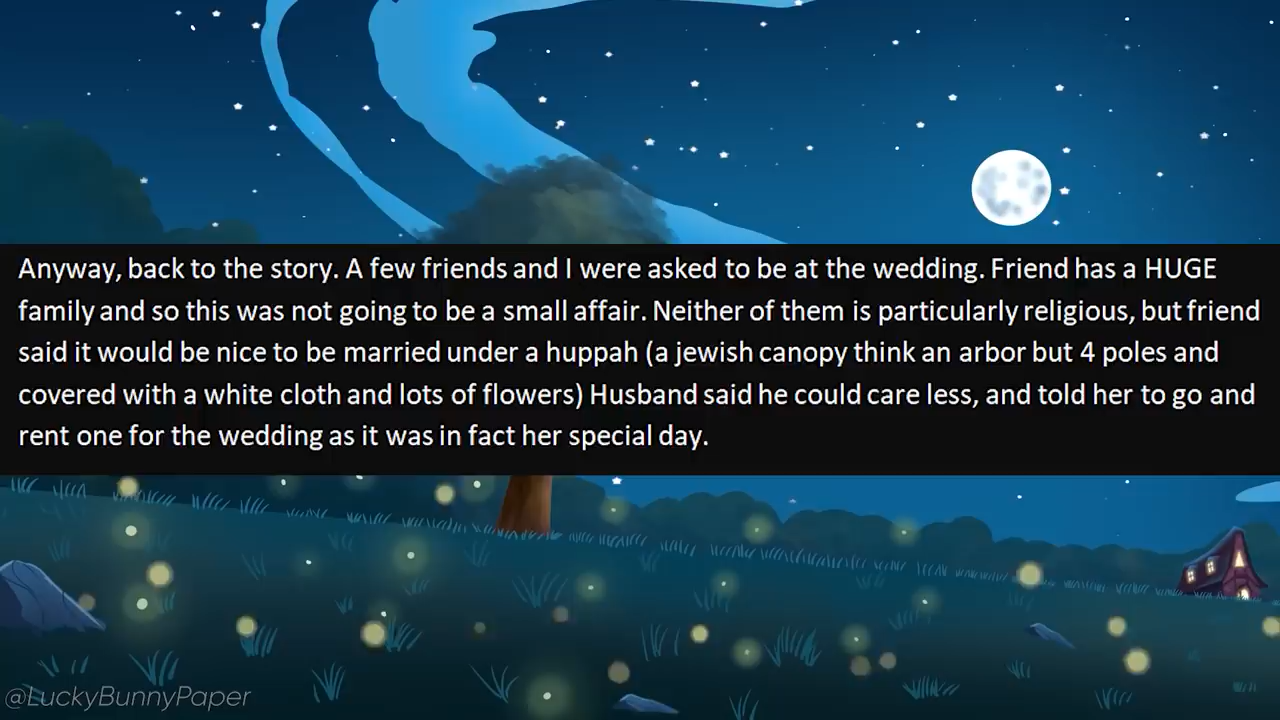 Anyway, back to the story. A few friends and I were asked to be at the wedding. Friend has a HUGE
family and so this was not going to be a small affair. Neither of them is particularly religious, but friend
said it would be nice to be married under a huppah (a jewish canopy think an arbor but 4 poles and
covered with a white cloth and lots of flowers) Husband said he could care less, and told her to go and
rent one for the wedding as it was in fact her special day.
@LuckyBunnyPaper